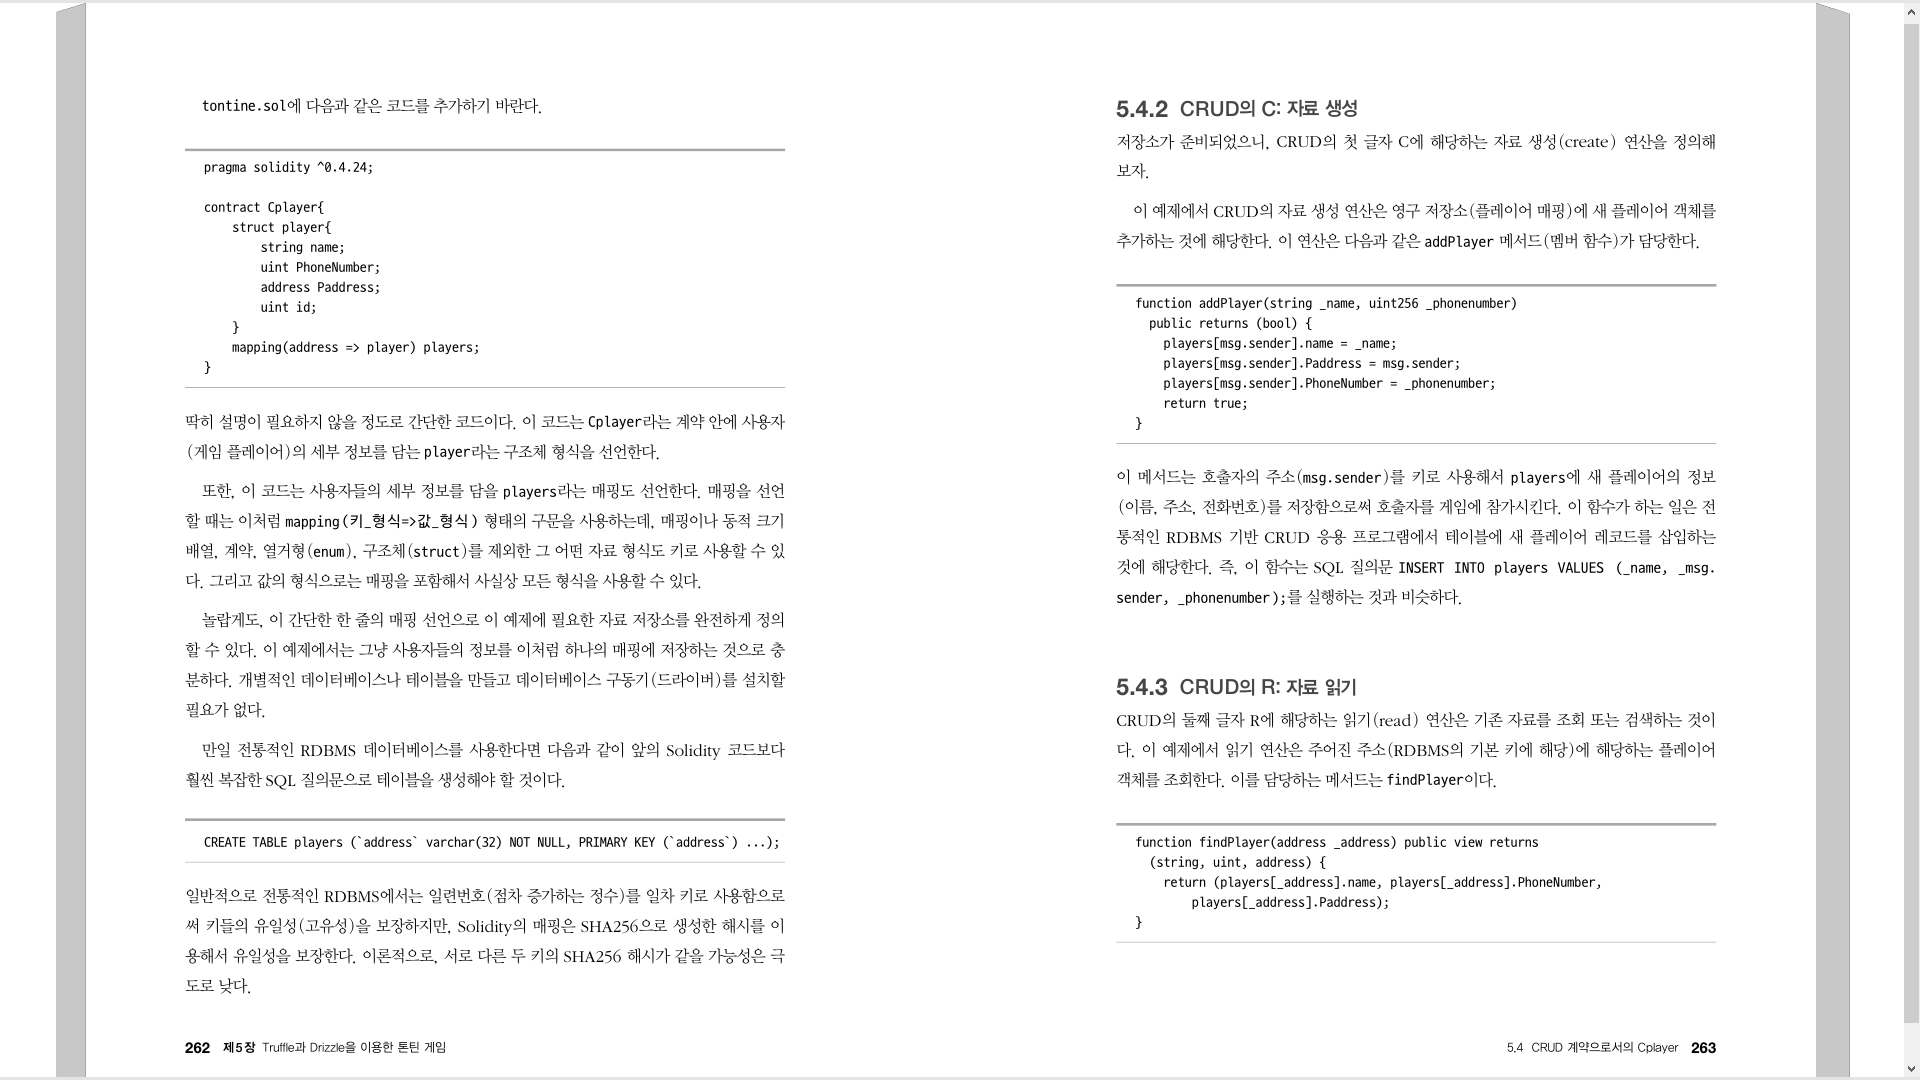 tontine.sol에 다음과 같은 코드를 추가하기 바란다.
pragma solidity ^0.4.24;
contract Cplayer{
struct player{
string name;
uint PhoneNumber;
address Paddress;
uint id;
}
mapping(address => player) players;
}
딱히 설명이 필요하지 않을 정도로 간단한 코드이다. 이 코드는 Cplayer라는 계약 안에 사용자
(게임 플레이어)의 세부 정보를 담는 player라는 구조체 형식을 선언한다.
또한, 이 코드는 사용자들의 세부 정보를 담을 players라는 매핑도 선언한다. 매핑을 선언
할 때는 이처럼 mapping(키_형식=>값_형식) 형태의 구문을 사용하는데, 매핑이나 동적 크기
배열, 계약, 열거형(enum), 구조체(struct)를 제외한 그 어떤 자료 형식도 키로 사용할 수 있
다. 그리고 값의 형식으로는 매핑을 포함해서 사실상 모든 형식을 사용할 수 있다.
놀랍게도, 이 간단한 한 줄의 매핑 선언으로 이 예제에 필요한 자료 저장소를 완전하게 정의
할 수 있다. 이 예제에서는 그냥 사용자들의 정보를 이처럼 하나의 매핑에 저장하는 것으로 충
분하다. 개별적인 데이터베이스나 테이블을 만들고 데이터베이스 구동기(드라이버)를 설치할
필요가 없다.
만일 전통적인 RDBMS 데이터베이스를 사용한다면 다음과 같이 앞의 Solidity 코드보다
훨씬 복잡한 SQL 질의문으로 테이블을 생성해야 할 것이다.
CREATE TABLE players (`address` varchar(32) NOT NULL, PRIMARY KEY (`address`) ...);
일반적으로 전통적인 RDBMS에서는 일련번호(점차 증가하는 정수)를 일차 키로 사용함으로
써 키들의 유일성(고유성)을 보장하지만, Solidity의 매핑은 SHA256으로 생성한 해시를 이
용해서 유일성을 보장한다. 이론적으로, 서로 다른 두 키의 SHA256 해시가 같을 가능성은 극
도로 낮다.
262 제5장 Truffle과 Drizzle을 이용한 톤틴 게임
5.4.2 CRUD의 C: 자료 생성
저장소가 준비되었으니, CRUD의 첫 글자 C에 해당하는 자료 생성(create) 연산을 정의해
보자.
이 예제에서 CRUD의 자료 생성 연산은 영구 저장소(플레이어 매핑)에 새 플레이어 객체를
추가하는 것에 해당한다. 이 연산은 다음과 같은 addPlayer 메서드(멤버 함수)가 담당한다.
function addPlayer(string _name, uint256 _phonenumber)
public returns (bool) {
players[msg.sender].name = _name;
players[msg.sender].Paddress = msg.sender;
players[msg.sender].PhoneNumber = _phonenumber;
return true;
}
이 메서드는 호출자의 주소(msg.sender)를 키로 사용해서 players에 새 플레이어의 정보
(이름, 주소, 전화번호)를 저장함으로써 호출자를 게임에 참가시킨다. 이 함수가 하는 일은 전
통적인 RDBMS 기반 CRUD 응용 프로그램에서 테이블에 새 플레이어 레코드를 삽입하는
것에 해당한다. 즉, 이 함수는 SQL 질의문 INSERT INTO players VALUES (_name, _msg.
sender, _phonenumber);를 실행하는 것과 비슷하다.
5.4.3 CRUD의 R: 자료 읽기
CRUD의 둘째 글자 R에 해당하는 읽기(read) 연산은 기존 자료를 조회 또는 검색하는 것이
다. 이 예제에서 읽기 연산은 주어진 주소(RDBMS의 기본 키에 해당)에 해당하는 플레이어
객체를 조회한다. 이를 담당하는 메서드는 findPlayer이다.
function findPlayer(address _address) public view returns
(string, uint, address) {
return (players[_address].name, players[_address].PhoneNumber,
players[_address].Paddress);
}
5.4 CRUD 계약으로서의 Cplayer 263